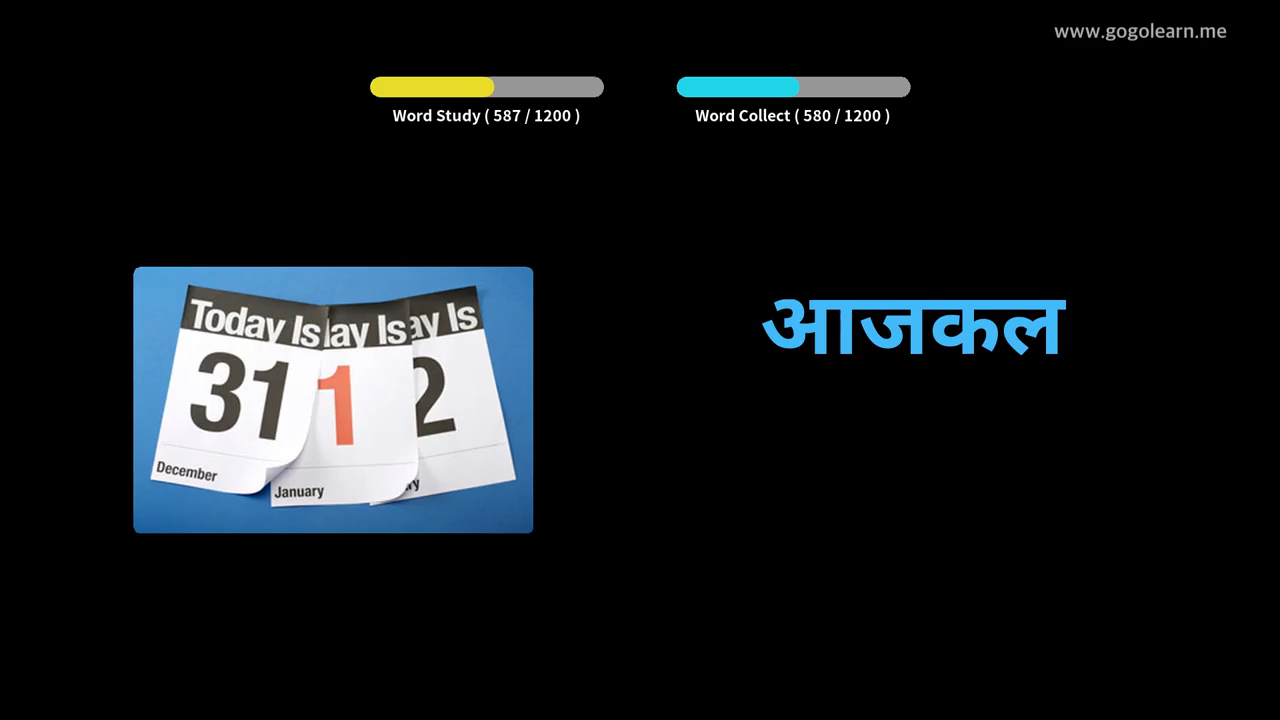 www.gogolearn.me
Word Study ( 587 / 1200 )
Word Collect ( 580 / 1200 )
Today Is
31
December
ay Is
1
January
ay Is
2
ry
आजकल